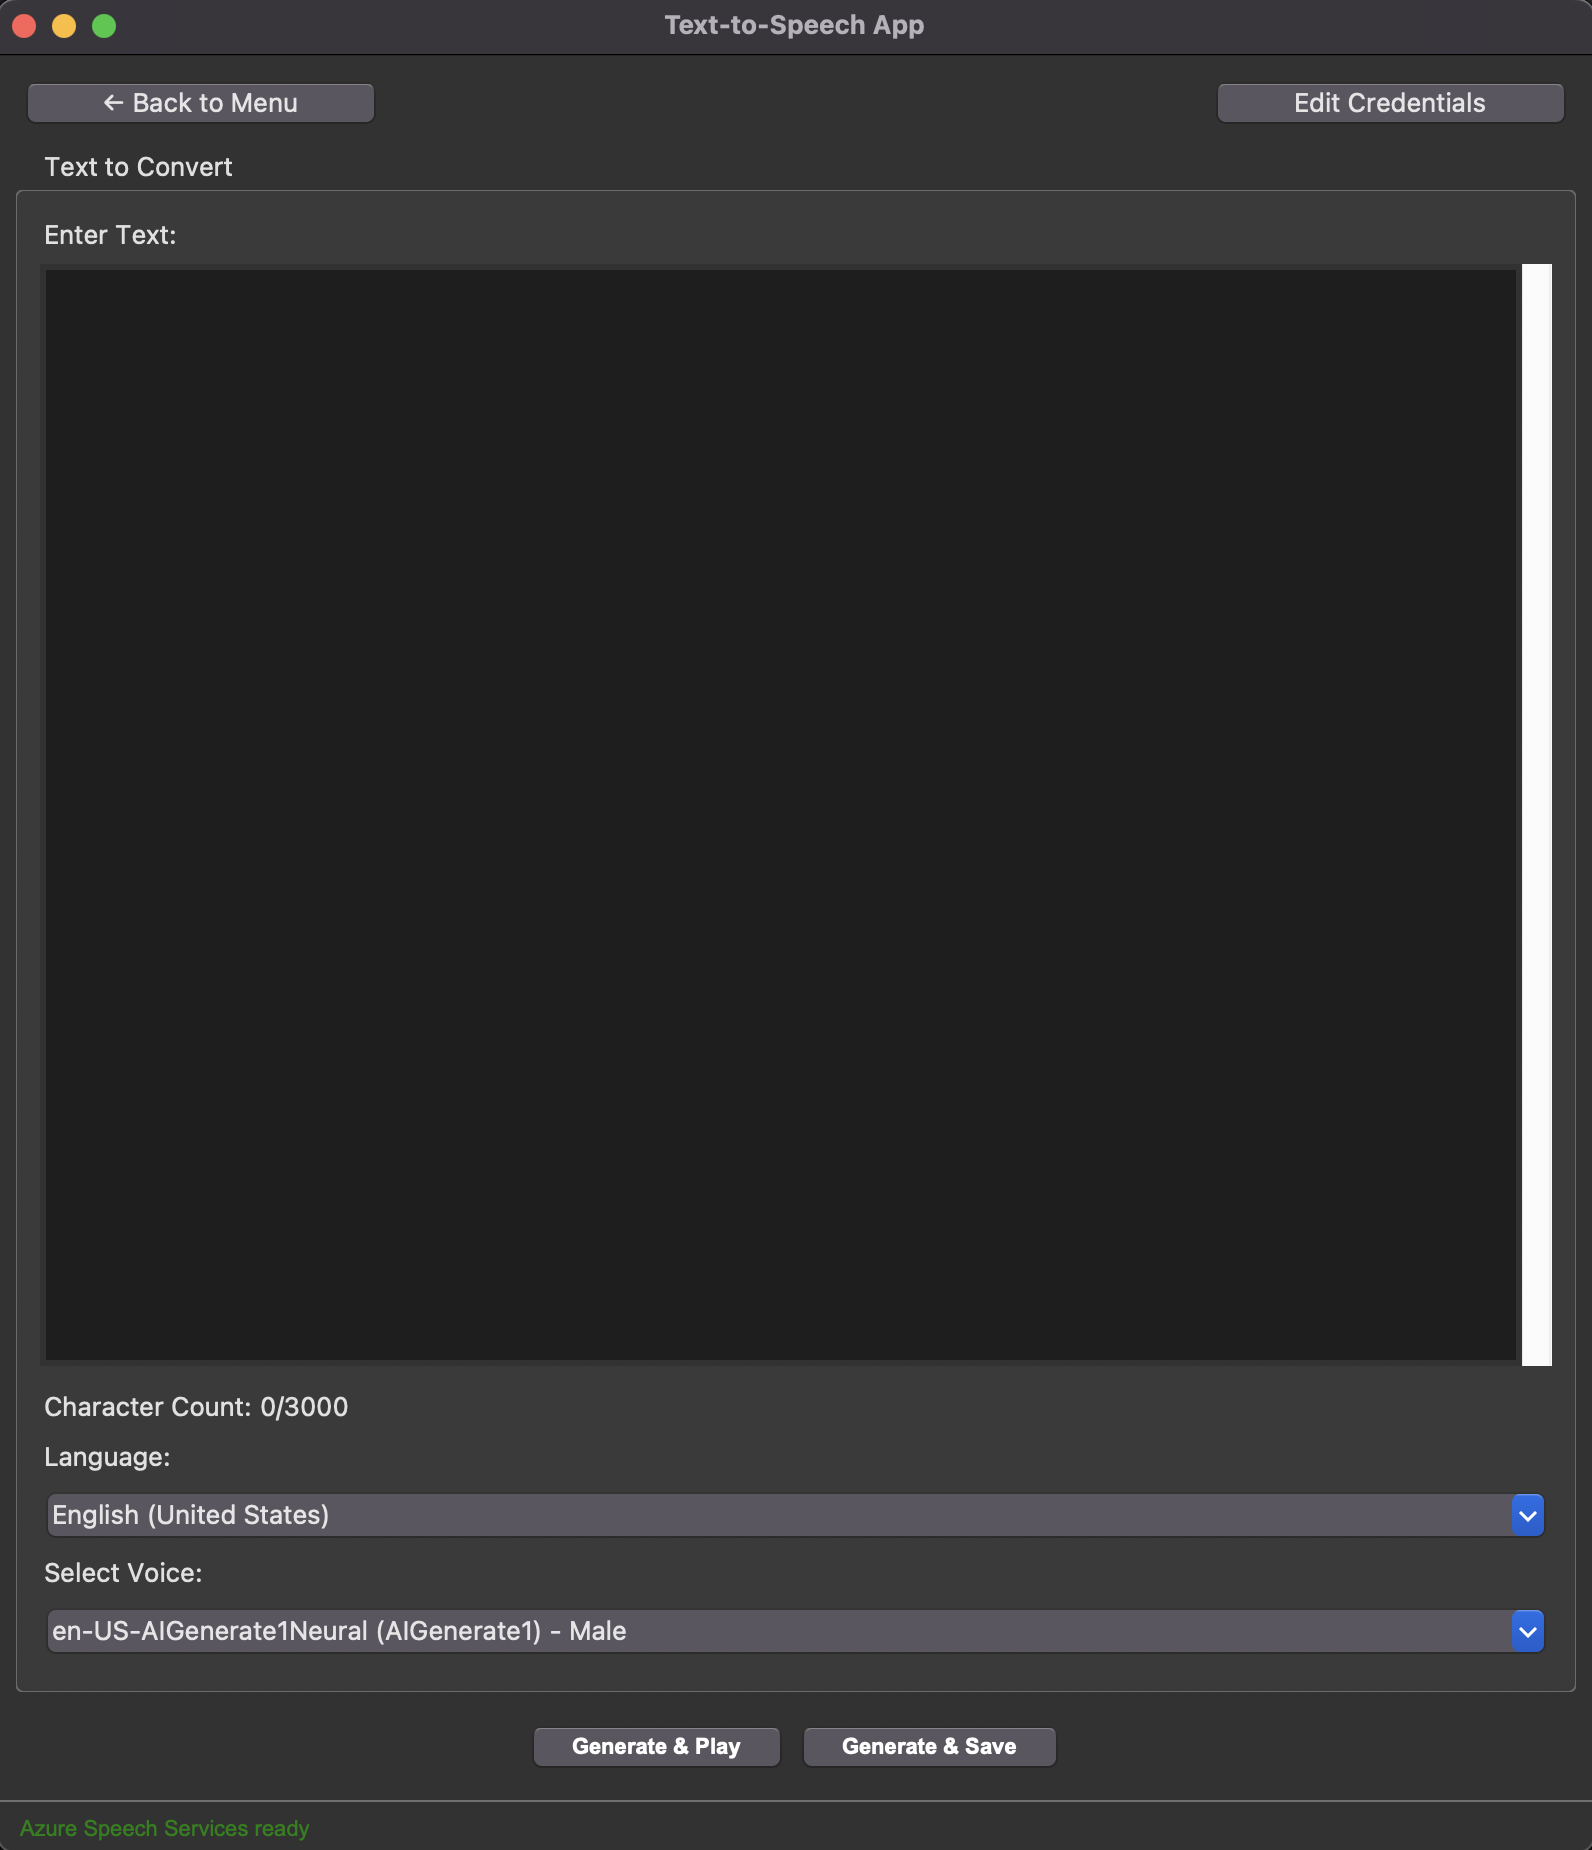 Text-to-Speech App
← Back to Menu
Edit Credentials
Text to Convert
Enter Text:
Character Count: 0/3000
Language:
English (United States)
Select Voice:
en-US-AIGenerate1Neural (AIGenerate1) - Male
Generate & Play
Generate & Save
Azure Speech Services ready